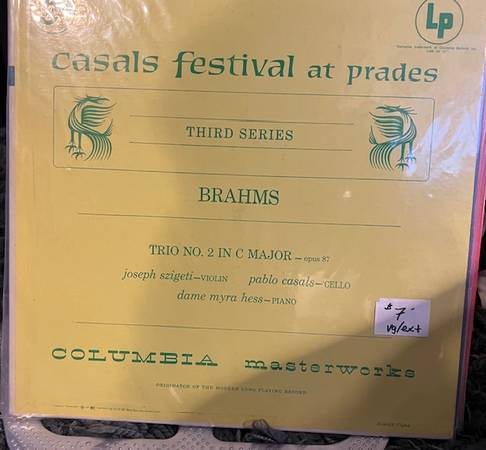 LP
casals festival at prades
THIRD SERIES
BRAHMS
TRIO NO. 2 IN C MAJOR – opus 87
joseph szigeti–VIOLIN pablo casals–'CELLO
dame myra hess–PIANO
$7
vg/ext
COLUMBIA masterworks
ORIGINATOR OF THE MODERN LONG PLAYING RECORD